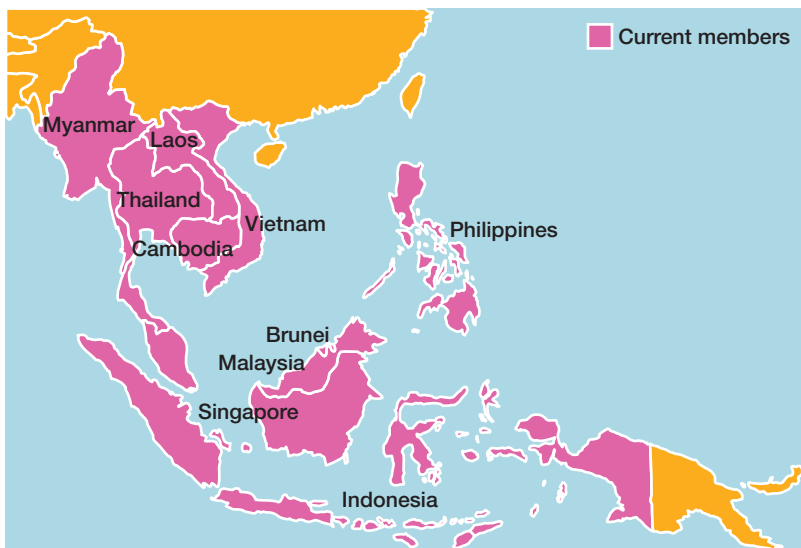 Current members
Myanmar
Laos
Thailand
Vietnam
Cambodia
Philippines
Brunei
Malaysia
Singapore
Indonesia